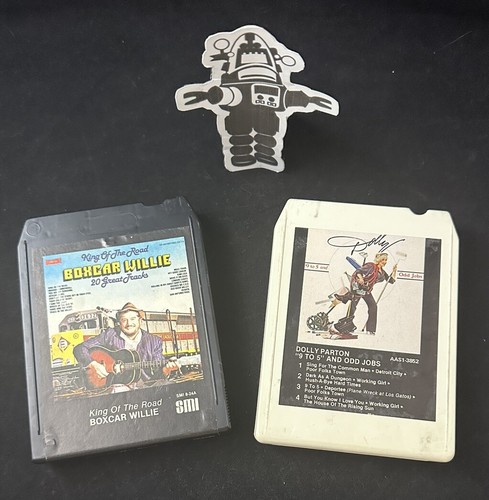 King Of The Road
BOXCAR WILLIE
20 Great Tracks
King Of The Road
BOXCAR WILLIE
SMI 8-24A
SMI
Dolly
9 to 5 and
Odd Jobs
DOLLY PARTON
"9 TO 5" AND ODD JOBS
AAS1-3852
1 Sing For The Common Man • Detroit City •
Poor Folks Town
2 Dark As A Dungeon • Working Girl •
Hush-A-Bye Hard Times
3 9 To 5 • Deportee (Plane Wreck at Los Gatos) •
Poor Folks Town
4 But You Know I Love You • Working Girl •
The House Of The Rising Sun